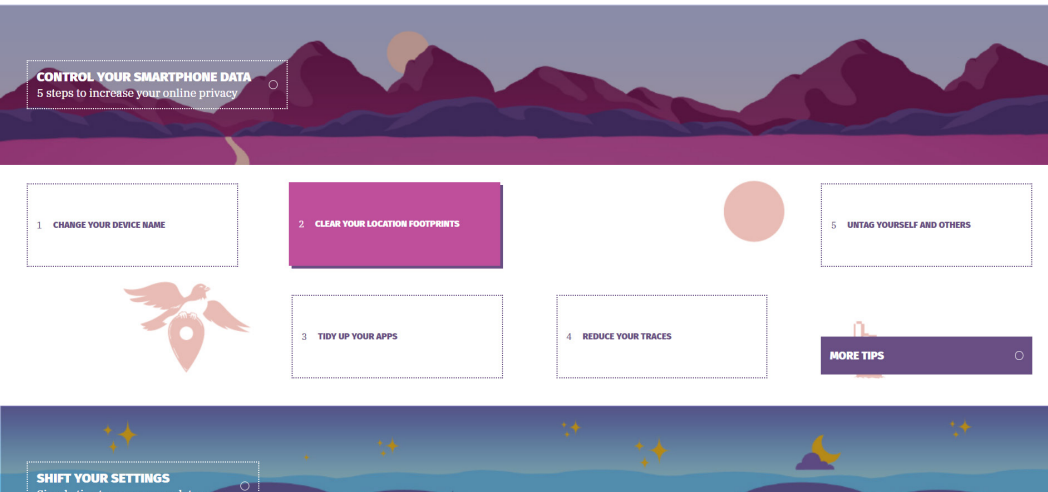 CONTROL YOUR SMARTPHONE DATA
5 steps to increase your online privacy
1 CHANGE YOUR DEVICE NAME
2 CLEAR YOUR LOCATION FOOTPRINTS
5 UNTAG YOURSELF AND OTHERS
3 TIDY UP YOUR APPS
4 REDUCE YOUR TRACES
MORE TIPS
SHIFT YOUR SETTINGS